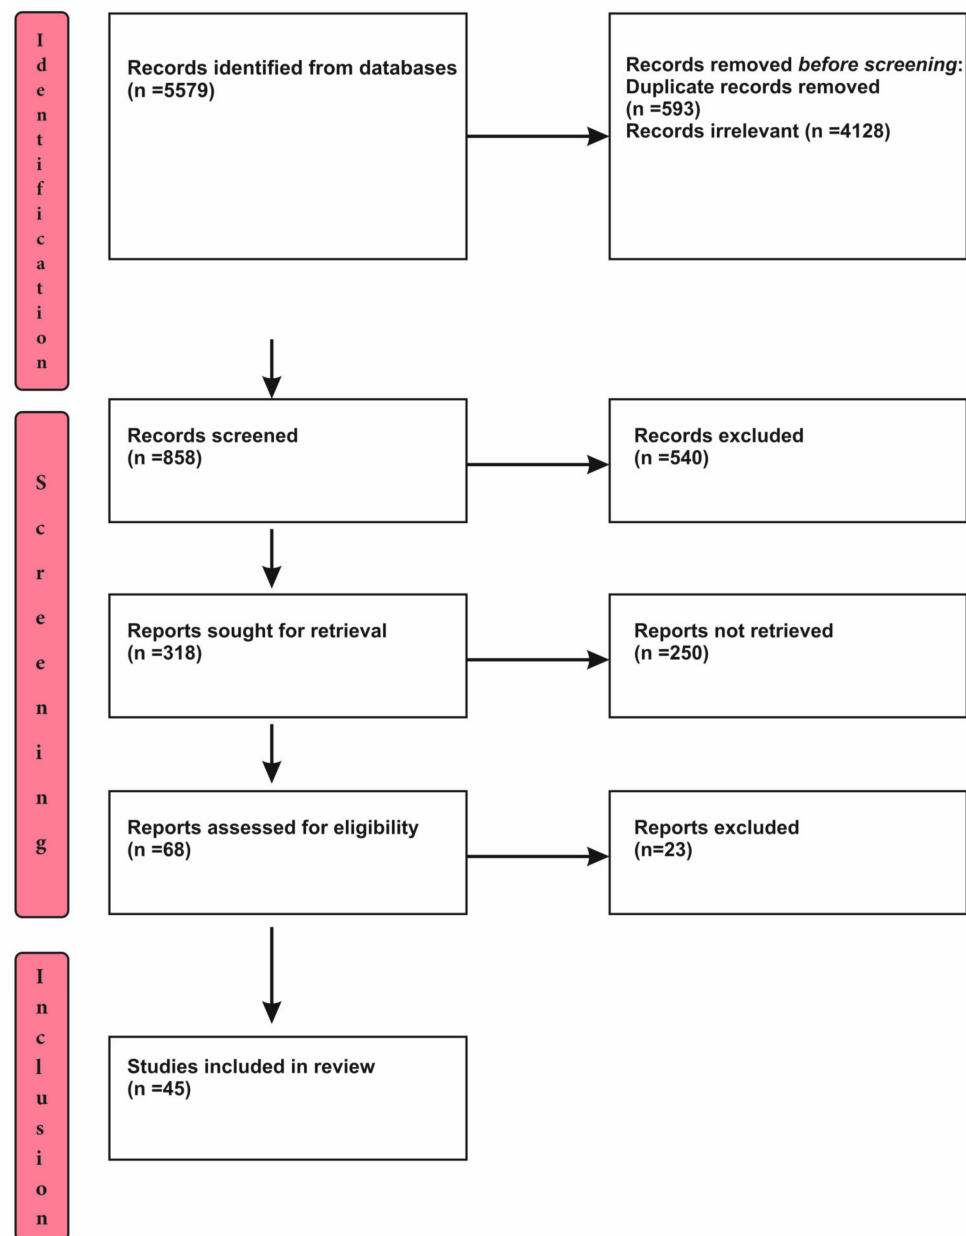 Identification
Records identified from databases
(n =5579)
Records removed before screening:
Duplicate records removed
(n =593)
Records irrelevant (n =4128)
Screening
Records screened
(n =858)
Records excluded
(n =540)
Reports sought for retrieval
(n =318)
Reports not retrieved
(n =250)
Reports assessed for eligibility
(n =68)
Reports excluded
(n=23)
Inclusion
Studies included in review
(n =45)